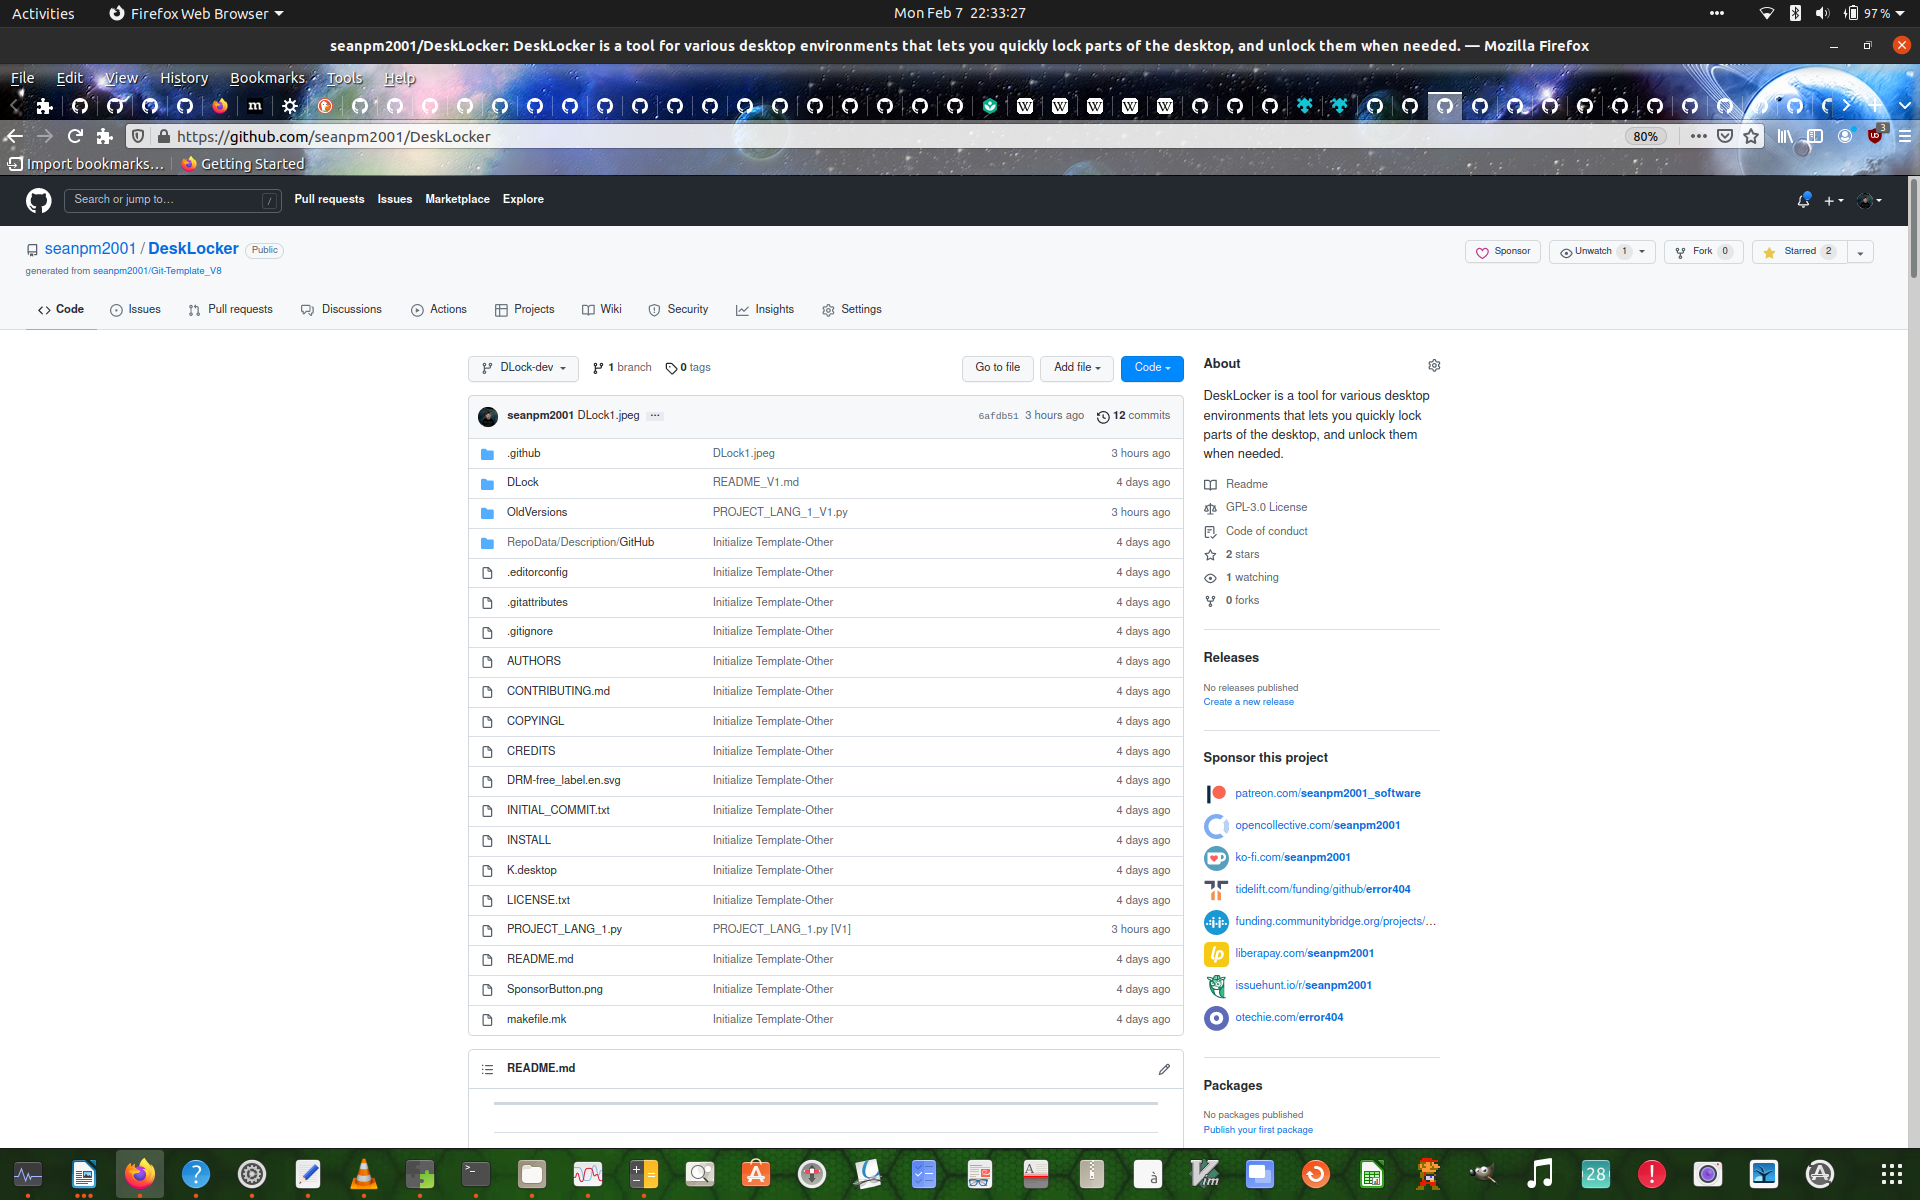 Activities Firefox Web Browser Mon Feb 7 22:33:27 97 %
seanpm2001/DeskLocker: DeskLocker is a tool for various desktop environments that lets you quickly lock parts of the desktop, and unlock them when needed. — Mozilla Firefox
File Edit View History Bookmarks Tools Help
https://github.com/seanpm2001/DeskLocker 80% 3
Import bookmarks... Getting Started
Search or jump to... / Pull requests Issues Marketplace Explore
seanpm2001 / DeskLocker Public
Sponsor Unwatch 1 Fork 0 Starred 2
generated from seanpm2001/Git-Template_V8
Code Issues Pull requests Discussions Actions Projects Wiki Security Insights Settings
DLock-dev 1 branch 0 tags Go to file Add file Code
seanpm2001 DLock1.jpeg ... 6afdb51 3 hours ago 12 commits
.github DLock1.jpeg 3 hours ago
DLock README_V1.md 4 days ago
OldVersions PROJECT_LANG_1_V1.py 3 hours ago
RepoData/Description/GitHub Initialize Template-Other 4 days ago
.editorconfig Initialize Template-Other 4 days ago
.gitattributes Initialize Template-Other 4 days ago
.gitignore Initialize Template-Other 4 days ago
AUTHORS Initialize Template-Other 4 days ago
CONTRIBUTING.md Initialize Template-Other 4 days ago
COPYINGL Initialize Template-Other 4 days ago
CREDITS Initialize Template-Other 4 days ago
DRM-free_label.en.svg Initialize Template-Other 4 days ago
INITIAL_COMMIT.txt Initialize Template-Other 4 days ago
INSTALL Initialize Template-Other 4 days ago
K.desktop Initialize Template-Other 4 days ago
LICENSE.txt Initialize Template-Other 4 days ago
PROJECT_LANG_1.py PROJECT_LANG_1.py [V1] 3 hours ago
README.md Initialize Template-Other 4 days ago
SponsorButton.png Initialize Template-Other 4 days ago
makefile.mk Initialize Template-Other 4 days ago
README.md
About
DeskLocker is a tool for various desktop
environments that lets you quickly lock
parts of the desktop, and unlock them
when needed.
Readme
GPL-3.0 License
Code of conduct
2 stars
1 watching
0 forks
Releases
No releases published
Create a new release
Sponsor this project
patreon.com/seanpm2001_software
opencollective.com/seanpm2001
ko-fi.com/seanpm2001
tidelift.com/funding/github/error404
funding.communitybridge.org/projects/...
liberapay.com/seanpm2001
issuehunt.io/r/seanpm2001
otechie.com/error404
Packages
No packages published
Publish your first package
28